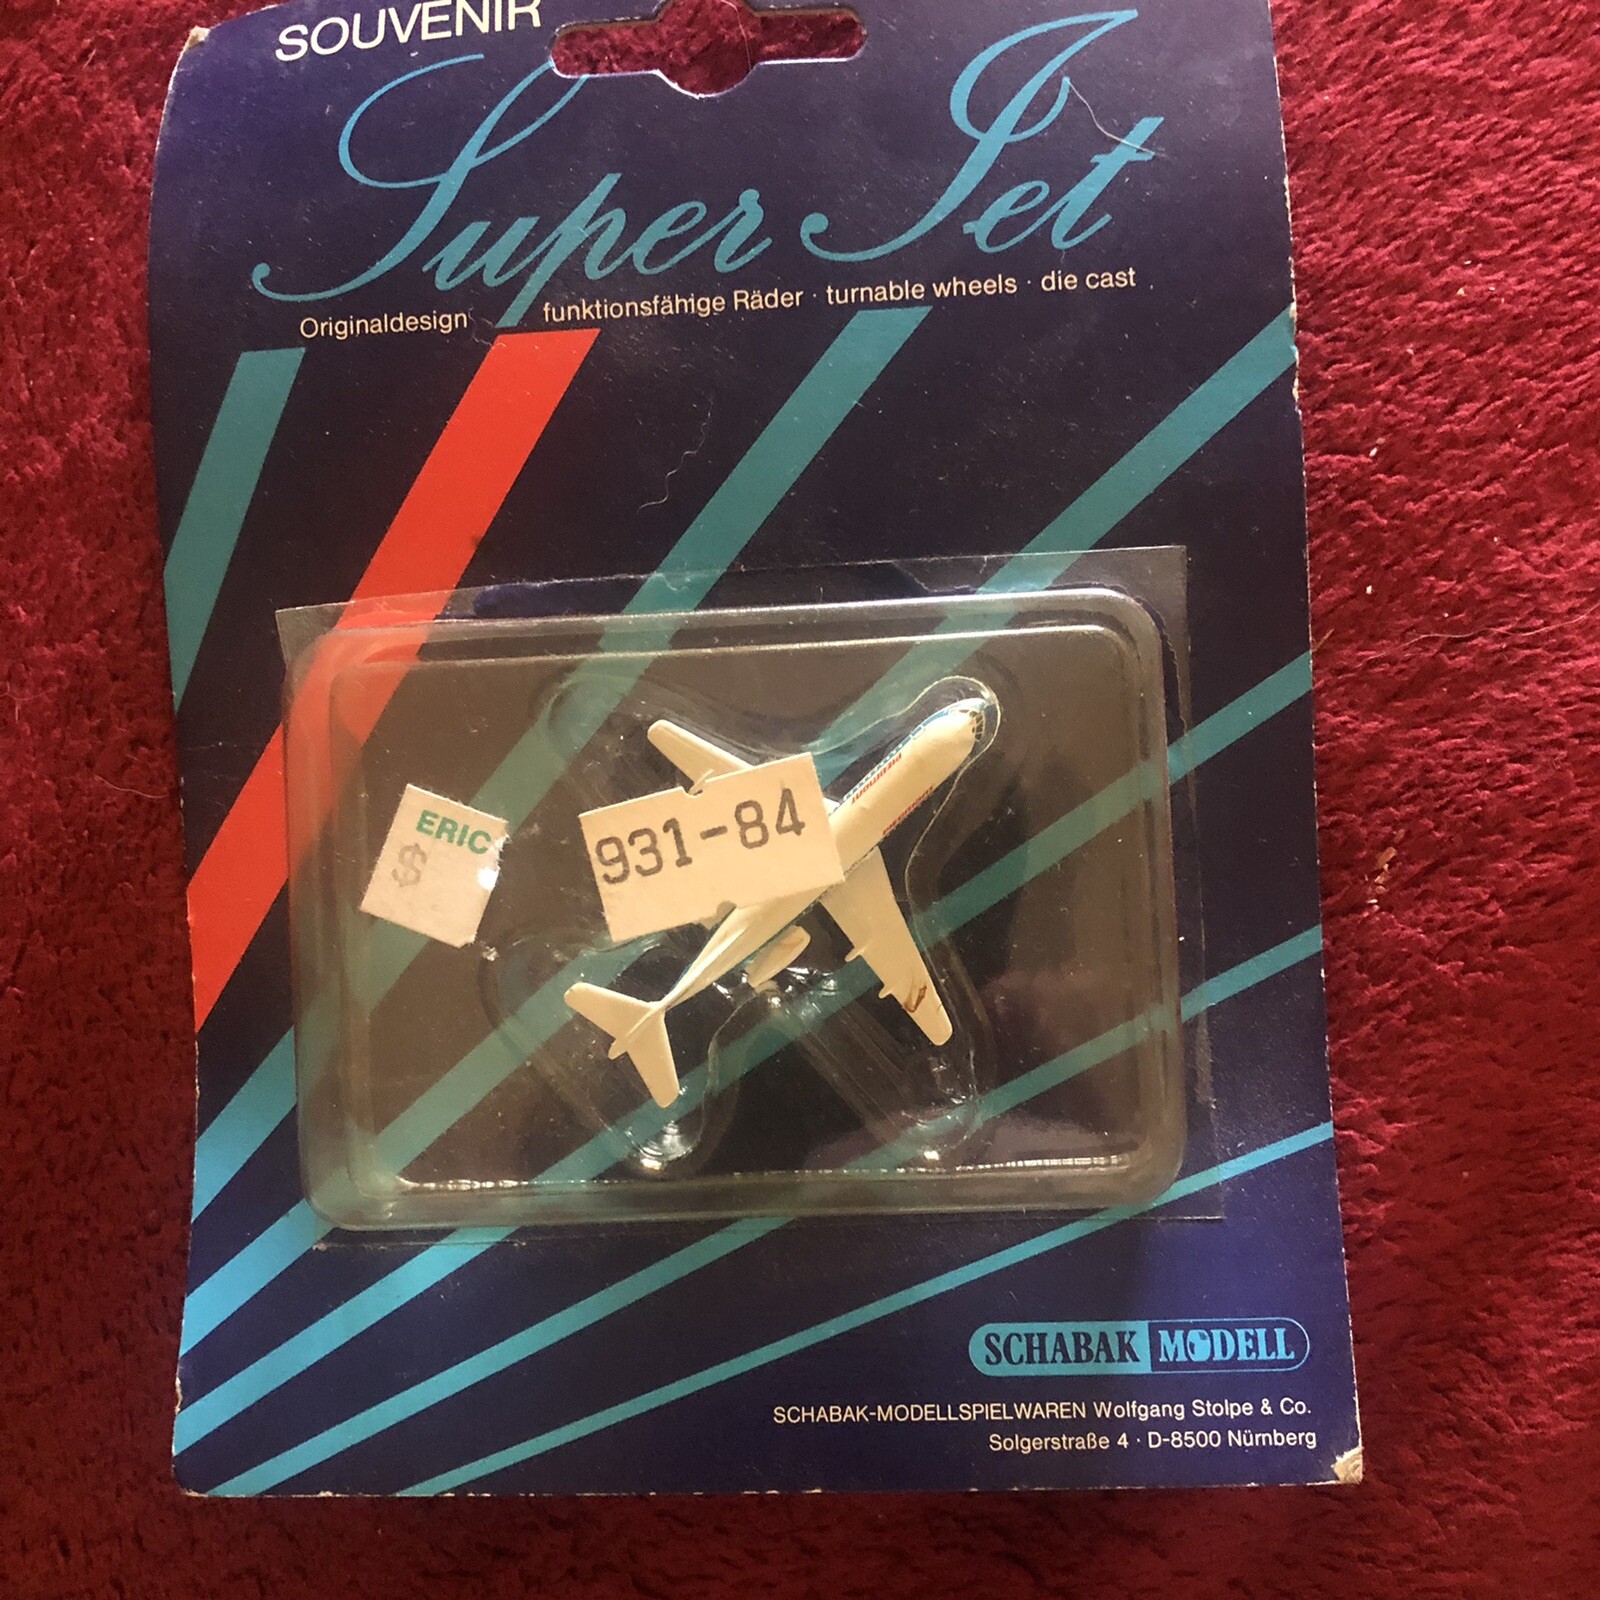 SOUVENIR
Super Jet
Originaldesign funktionsfähige Räder · turnable wheels · die cast
ERIC
$
931-84
PIEDMONT
SCHABAK MODELL
SCHABAK-MODELLSPIELWAREN Wolfgang Stolpe & Co.
Solgerstraße 4 · D-8500 Nürnberg